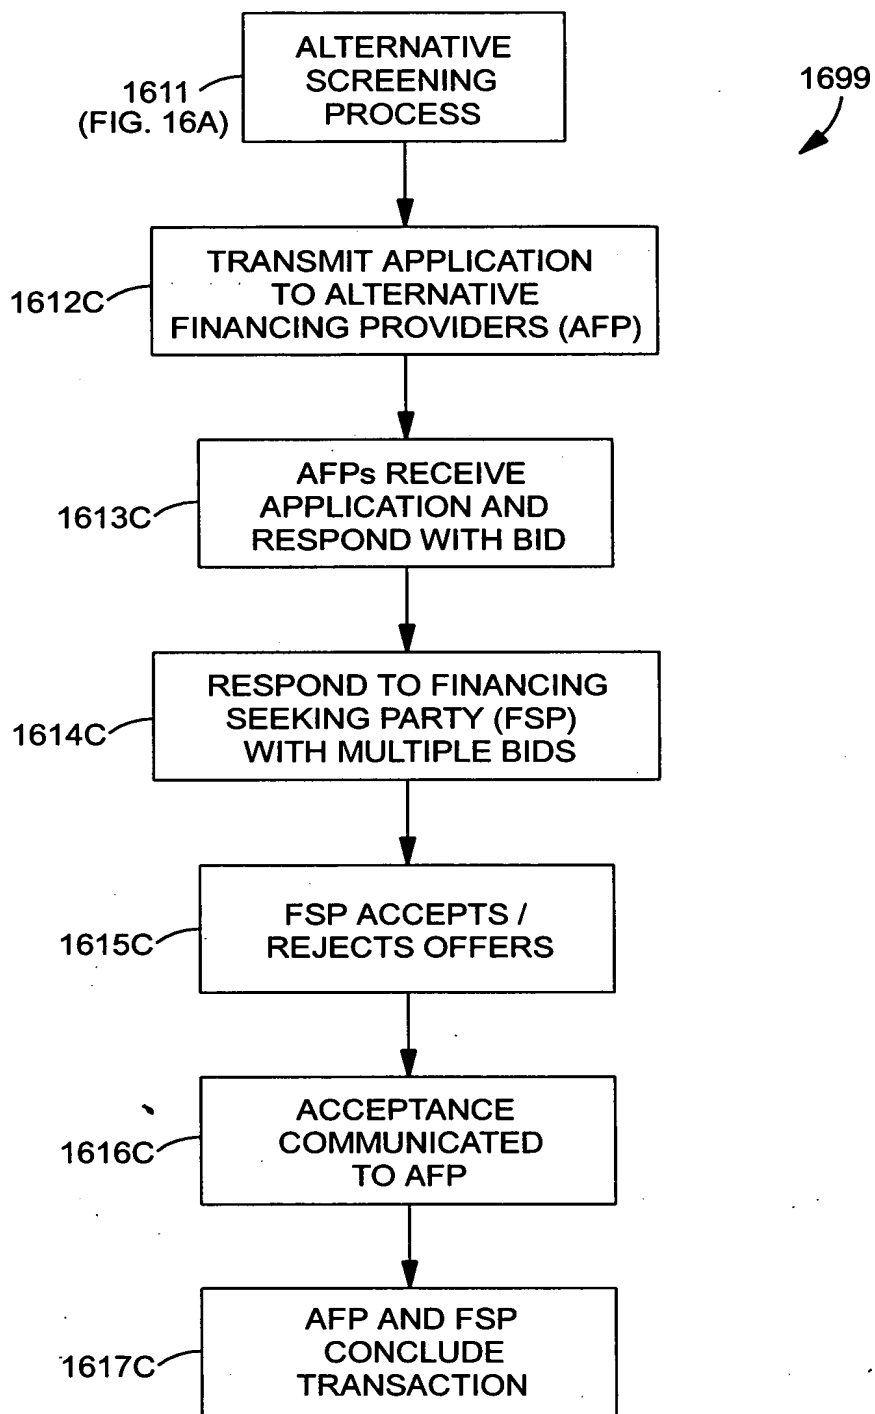 ALTERNATIVE
SCREENING
PROCESS
1611
(FIG. 16A)
1699
TRANSMIT APPLICATION
TO ALTERNATIVE
FINANCING PROVIDERS (AFP)
1612C
AFPs RECEIVE
APPLICATION AND
RESPOND WITH BID
1613C
RESPOND TO FINANCING
SEEKING PARTY (FSP)
WITH MULTIPLE BIDS
1614C
FSP ACCEPTS /
REJECTS OFFERS
1615C
ACCEPTANCE
COMMUNICATED
TO AFP
1616C
AFP AND FSP
CONCLUDE
TRANSACTION
1617C